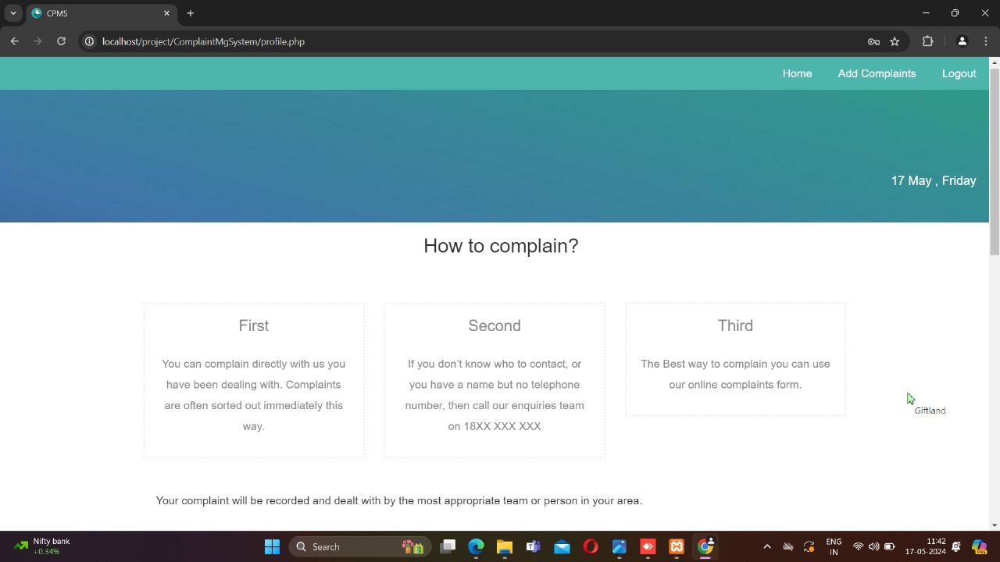 CPMS
localhost/project/ComplaintMgSystem/profile.php
Home Add Complaints Logout
17 May , Friday
How to complain?
First
You can complain directly with us you
have been dealing with. Complaints
are often sorted out immediately this
way.
Second
If you don’t know who to contact, or
you have a name but no telephone
number, then call our enquiries team
on 18XX XXX XXX
Third
The Best way to complain you can use
our online complaints form.
Giftland
Your complaint will be recorded and dealt with by the most appropriate team or person in your area.
Nifty bank
+0.34%
Search
ENG
IN
11:42
17-05-2024
PRE